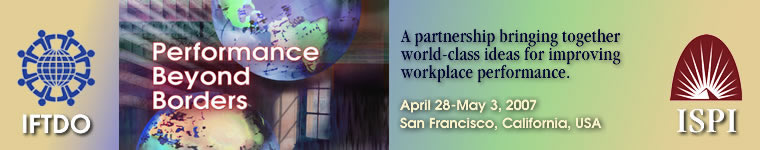 IFTDO
Performance
Beyond
Borders
A partnership bringing together
world-class ideas for improving
workplace performance.
April 28-May 3, 2007
San Francisco, California, USA
ISPI